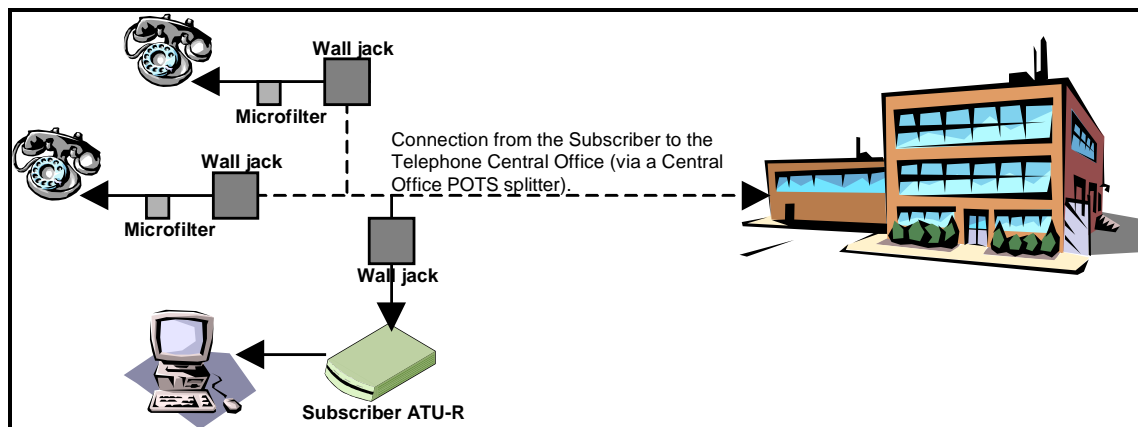 Wall jack
Microfilter
Connection from the Subscriber to the
Telephone Central Office (via a Central
Office POTS splitter).
Wall jack
Microfilter
Wall jack
Subscriber ATU-R